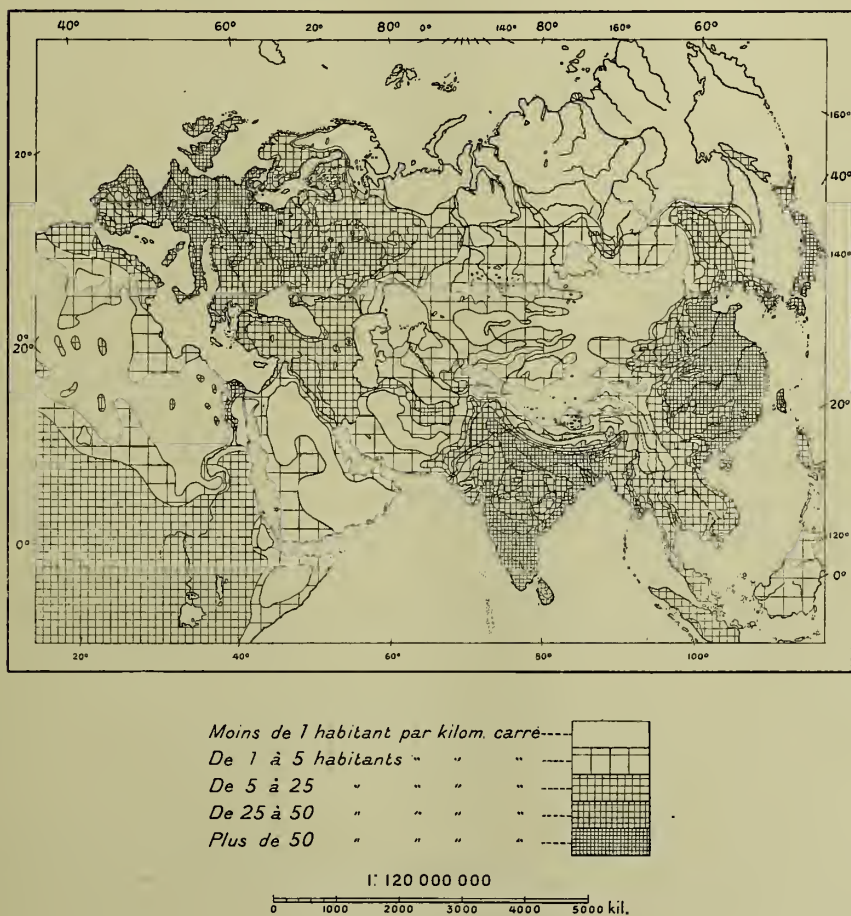 40° 60° 20° 0° 140° 80° 160° 60°
160°
20° 40°
140°
20° 20°
0° 120°
0°
20° 40° 60° 80° 100°
Moins de 1 habitant par kilom. carré
De 1 à 5 habitants " " "
De 5 à 25 " " " "
De 25 à 50 " " " "
Plus de 50 " " " "
1: 120 000 000
0 1000 2000 3000 4000 5000 kil.